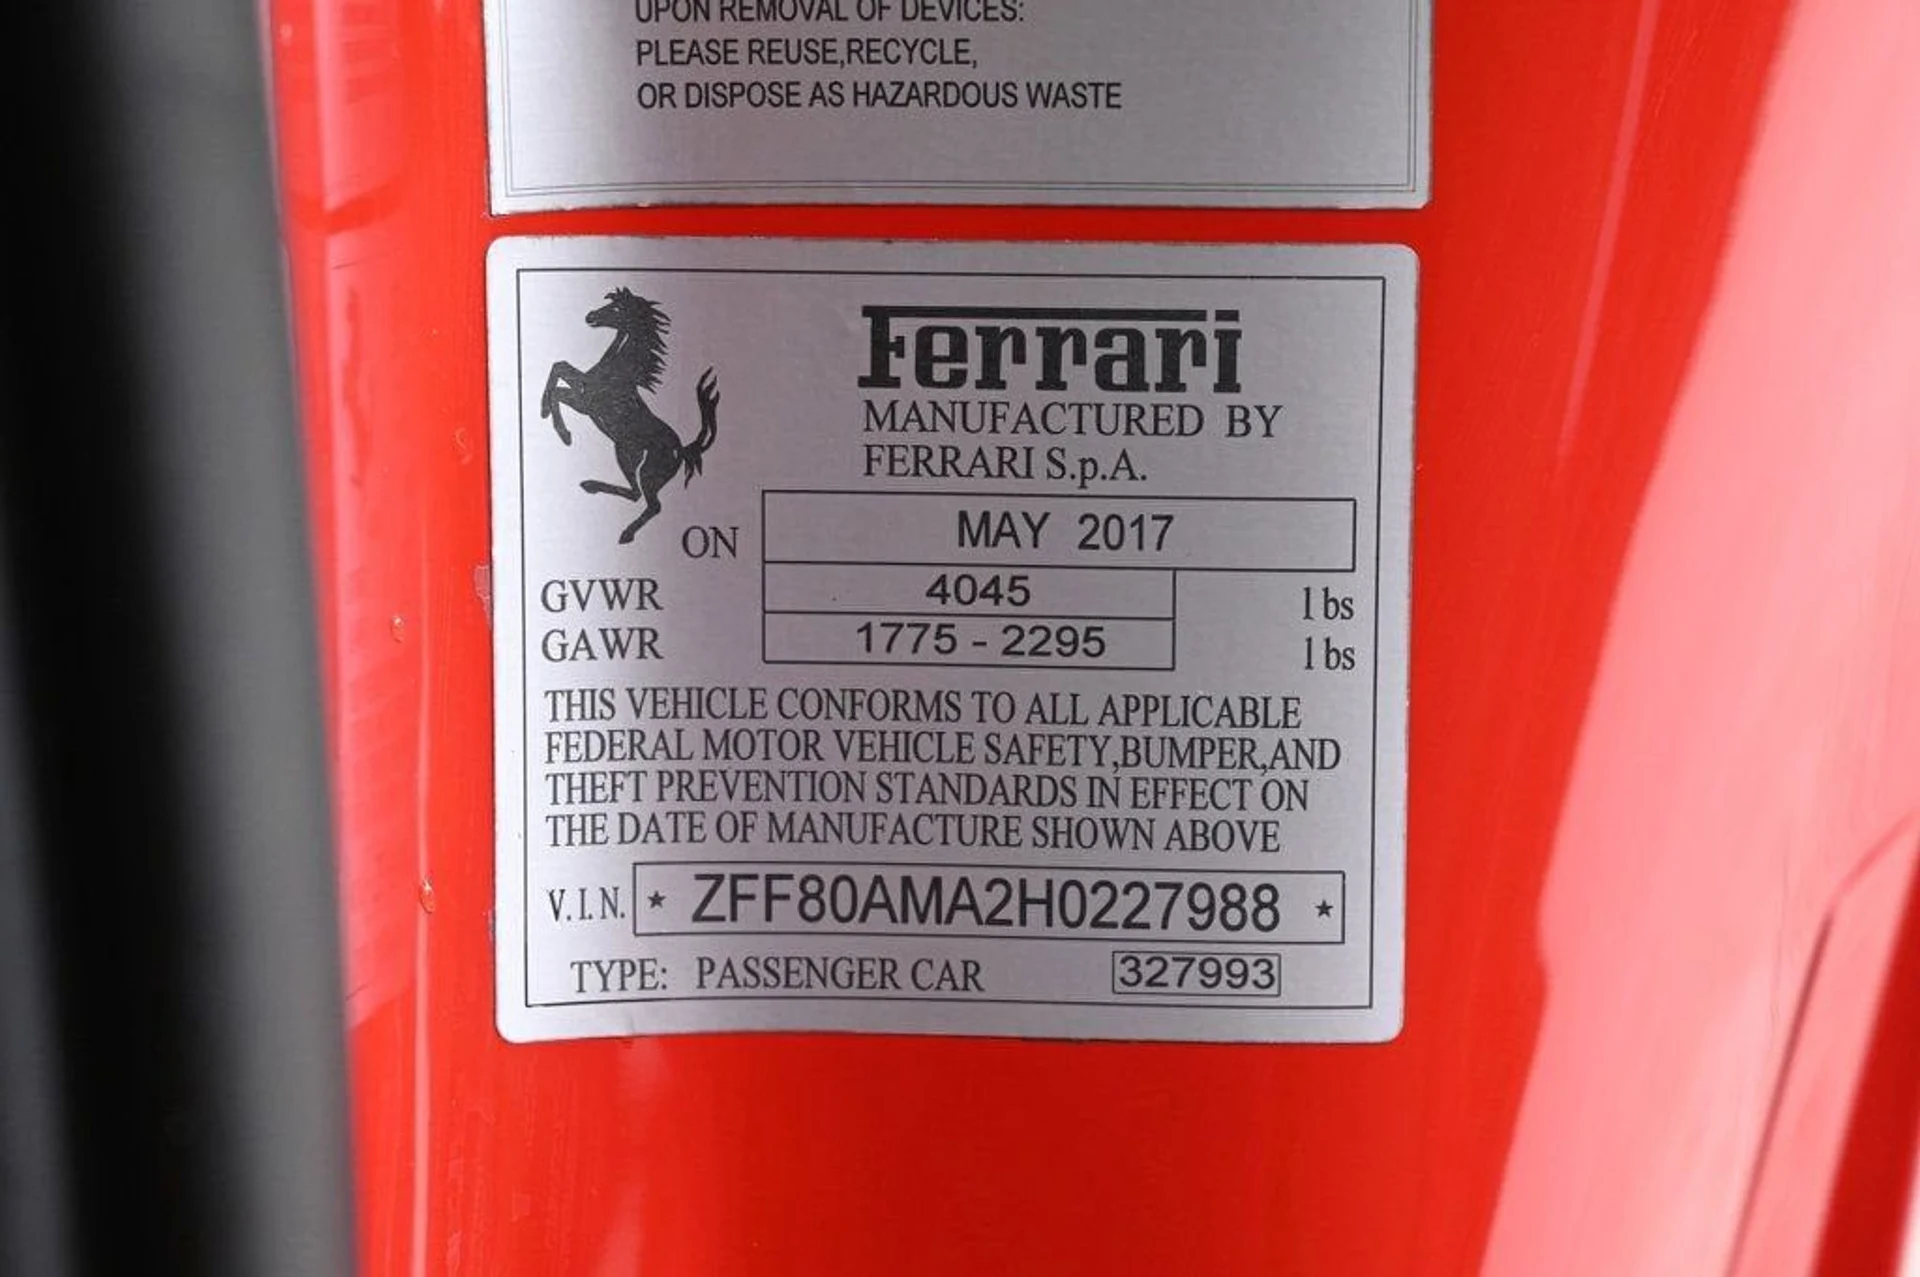 UPON REMOVAL OF DEVICES:
PLEASE REUSE,RECYCLE,
OR DISPOSE AS HAZARDOUS WASTE
Ferrari
MANUFACTURED BY
FERRARI S.p.A.
ON MAY 2017
GVWR 4045 lbs
GAWR 1775 - 2295 lbs
THIS VEHICLE CONFORMS TO ALL APPLICABLE
FEDERAL MOTOR VEHICLE SAFETY,BUMPER,AND
THEFT PREVENTION STANDARDS IN EFFECT ON
THE DATE OF MANUFACTURE SHOWN ABOVE
V.I.N. ★ ZFF80AMA2H0227988 ★
TYPE: PASSENGER CAR 327993